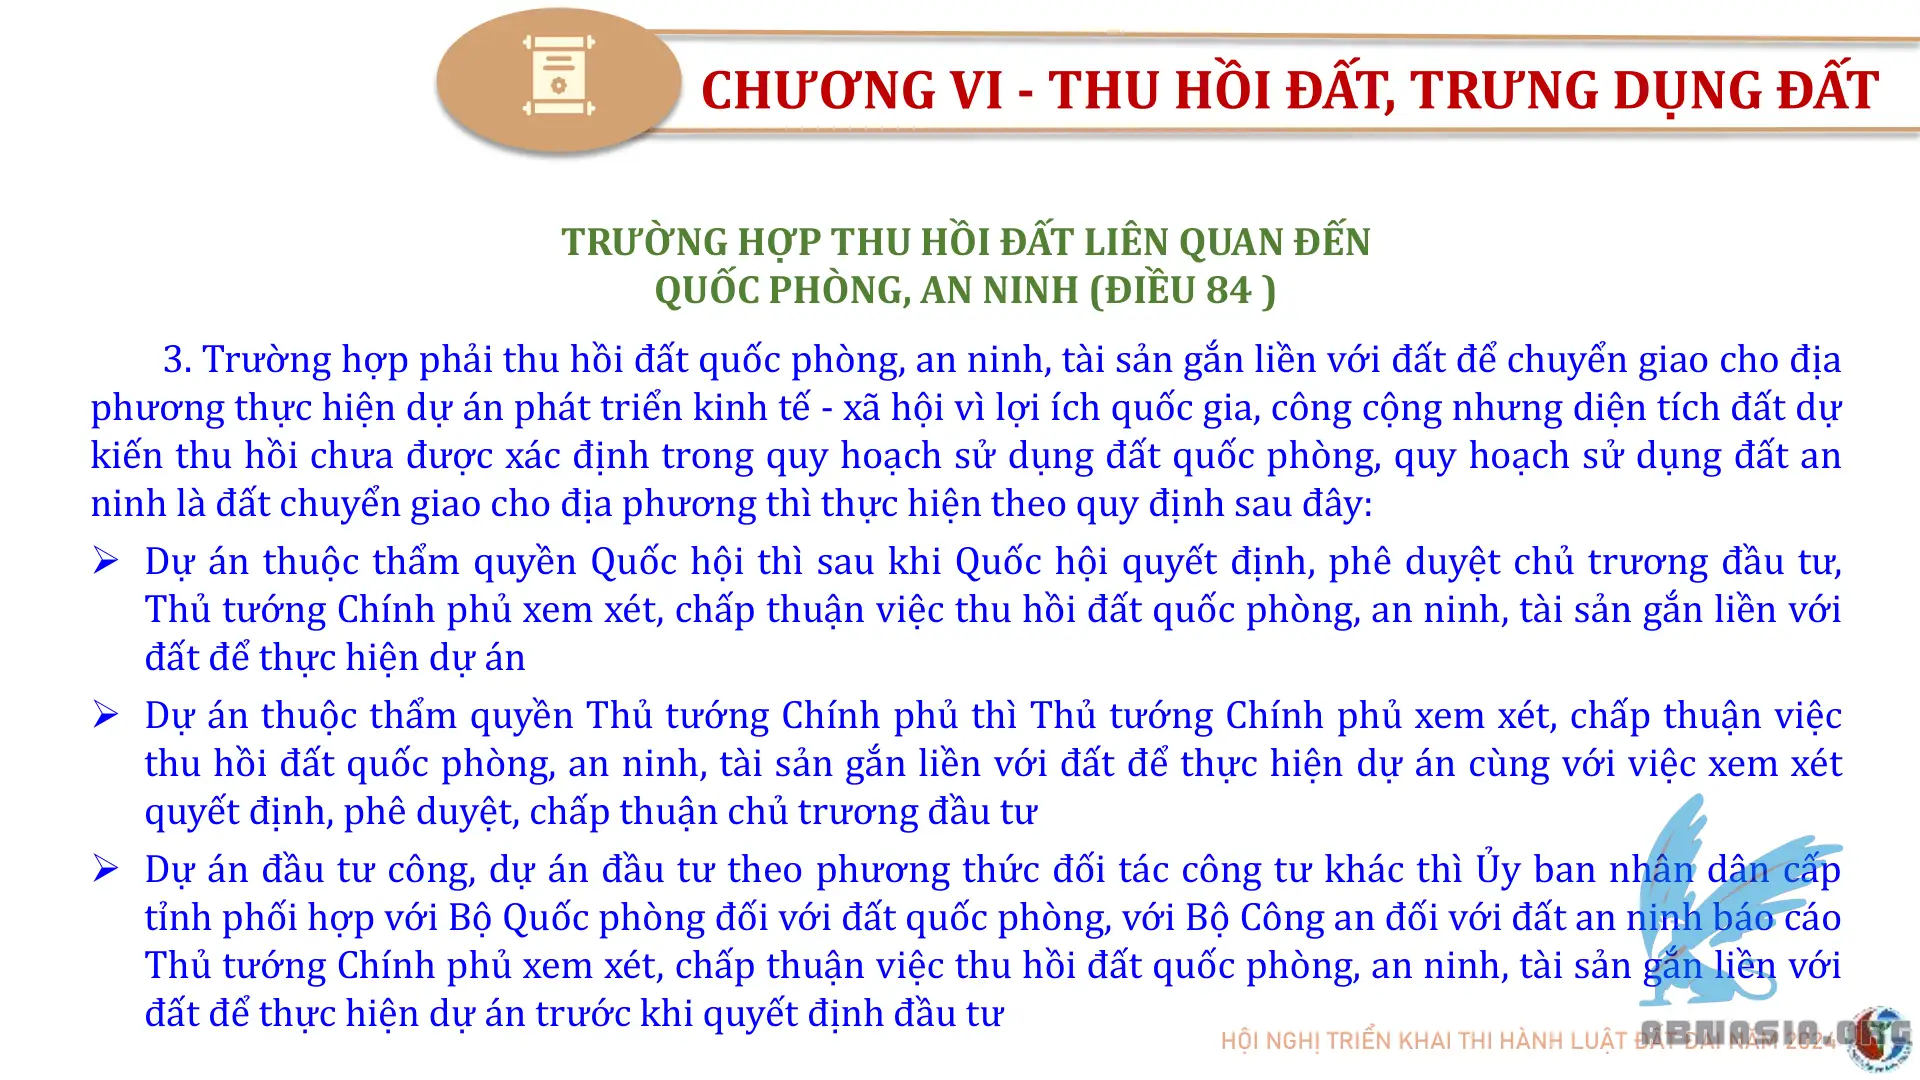 CHƯƠNG VI - THU HỒI ĐẤT, TRƯNG DỤNG ĐẤT
TRƯỜNG HỢP THU HỒI ĐẤT LIÊN QUAN ĐẾN
QUỐC PHÒNG, AN NINH (ĐIỀU 84 )
3. Trường hợp phải thu hồi đất quốc phòng, an ninh, tài sản gắn liền với đất để chuyển giao cho địa
phương thực hiện dự án phát triển kinh tế - xã hội vì lợi ích quốc gia, công cộng nhưng diện tích đất dự
kiến thu hồi chưa được xác định trong quy hoạch sử dụng đất quốc phòng, quy hoạch sử dụng đất an
ninh là đất chuyển giao cho địa phương thì thực hiện theo quy định sau đây:
➢ Dự án thuộc thẩm quyền Quốc hội thì sau khi Quốc hội quyết định, phê duyệt chủ trương đầu tư,
Thủ tướng Chính phủ xem xét, chấp thuận việc thu hồi đất quốc phòng, an ninh, tài sản gắn liền với
đất để thực hiện dự án
➢ Dự án thuộc thẩm quyền Thủ tướng Chính phủ thì Thủ tướng Chính phủ xem xét, chấp thuận việc
thu hồi đất quốc phòng, an ninh, tài sản gắn liền với đất để thực hiện dự án cùng với việc xem xét
quyết định, phê duyệt, chấp thuận chủ trương đầu tư
➢ Dự án đầu tư công, dự án đầu tư theo phương thức đối tác công tư khác thì Ủy ban nhân dân cấp
tỉnh phối hợp với Bộ Quốc phòng đối với đất quốc phòng, với Bộ Công an đối với đất an ninh báo cáo
Thủ tướng Chính phủ xem xét, chấp thuận việc thu hồi đất quốc phòng, an ninh, tài sản gắn liền với
đất để thực hiện dự án trước khi quyết định đầu tư
HỘI NGHỊ TRIỂN KHAI THI HÀNH LUẬT ĐẤT ĐAI NĂM 2024
ABNASIA.ORG